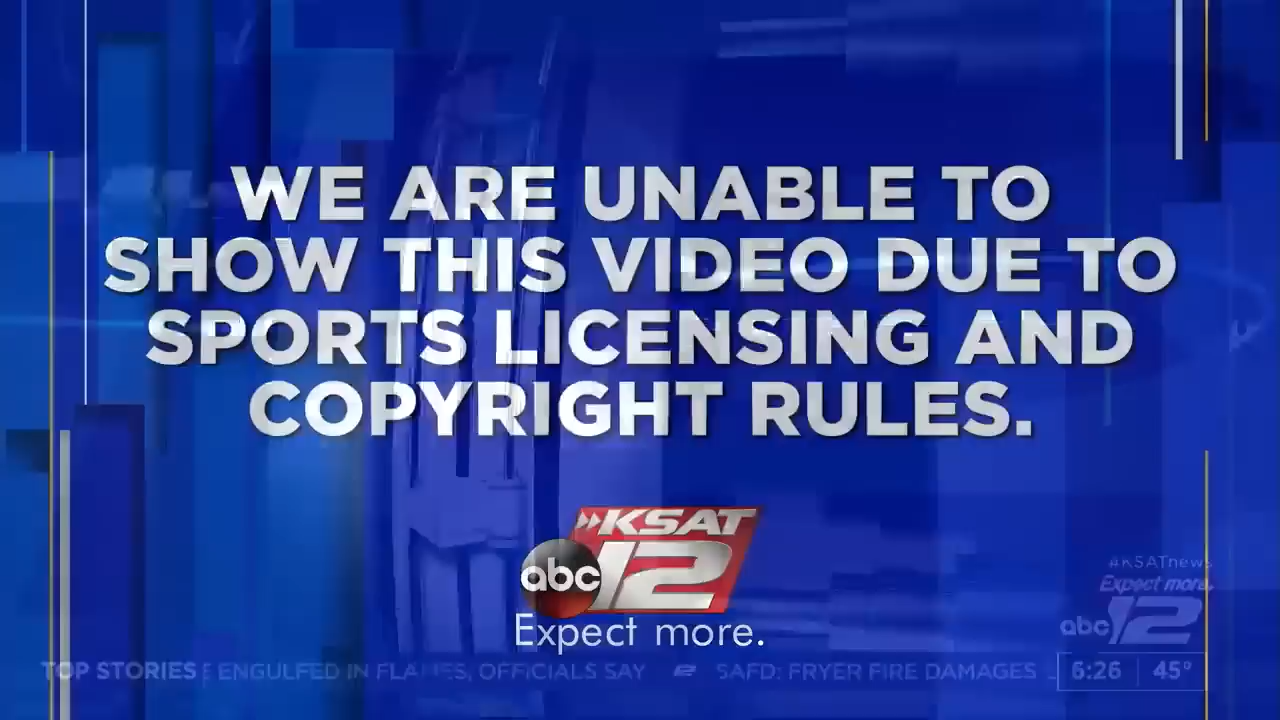 WE ARE UNABLE TO
SHOW THIS VIDEO DUE TO
SPORTS LICENSING AND
COPYRIGHT RULES.
»KSAT
abc 12
Expect more.
#KSATnews
Expect more.
abc 12
TOP STORIES E ENGULFED IN FLAMES, OFFICIALS SAY SAFD: FRYER FIRE DAMAGES 6:26 45°